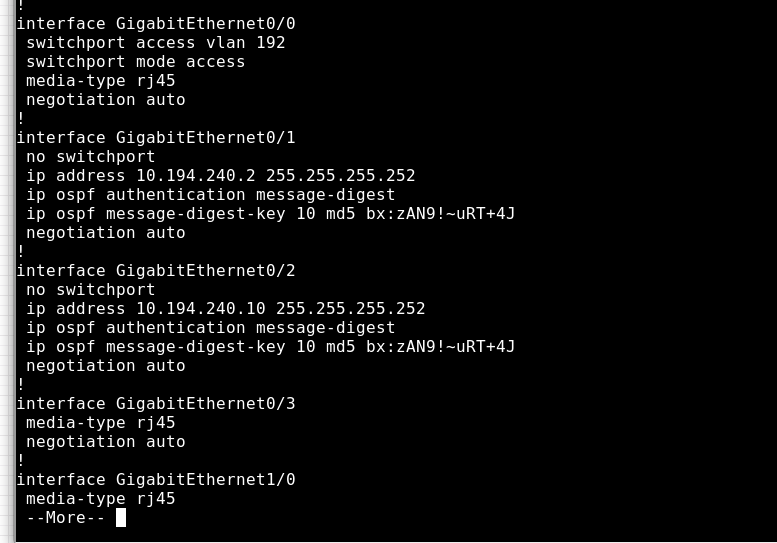 !
interface GigabitEthernet0/0
 switchport access vlan 192
 switchport mode access
 media-type rj45
 negotiation auto
!
interface GigabitEthernet0/1
 no switchport
 ip address 10.194.240.2 255.255.255.252
 ip ospf authentication message-digest
 ip ospf message-digest-key 10 md5 bx:zAN9!~uRT+4J
 negotiation auto
!
interface GigabitEthernet0/2
 no switchport
 ip address 10.194.240.10 255.255.255.252
 ip ospf authentication message-digest
 ip ospf message-digest-key 10 md5 bx:zAN9!~uRT+4J
 negotiation auto
!
interface GigabitEthernet0/3
 media-type rj45
 negotiation auto
!
interface GigabitEthernet1/0
 media-type rj45
 --More--